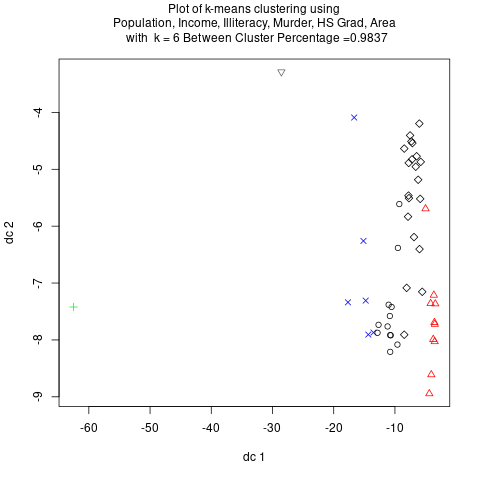 Plot of k-means clustering using
Population, Income, Illiteracy, Murder, HS Grad, Area
with k = 6 Between Cluster Percentage =0.9837
-4
-5
-6
-7
-8
-9
dc 2
-60
-50
-40
-30
-20
-10
dc 1